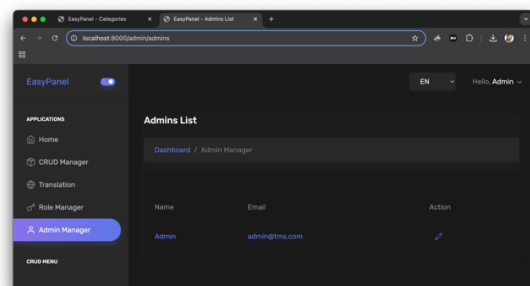 EasyPanel - Categories
EasyPanel - Admins List
localhost:8000/admin/admins
EasyPanel
EN
Hello, Admin
APPLICATIONS
Home
CRUD Manager
Translation
Role Manager
Admin Manager
CRUD MENU
Admins List
Dashboard / Admin Manager
Name Email Action
Admin admin@tms.com